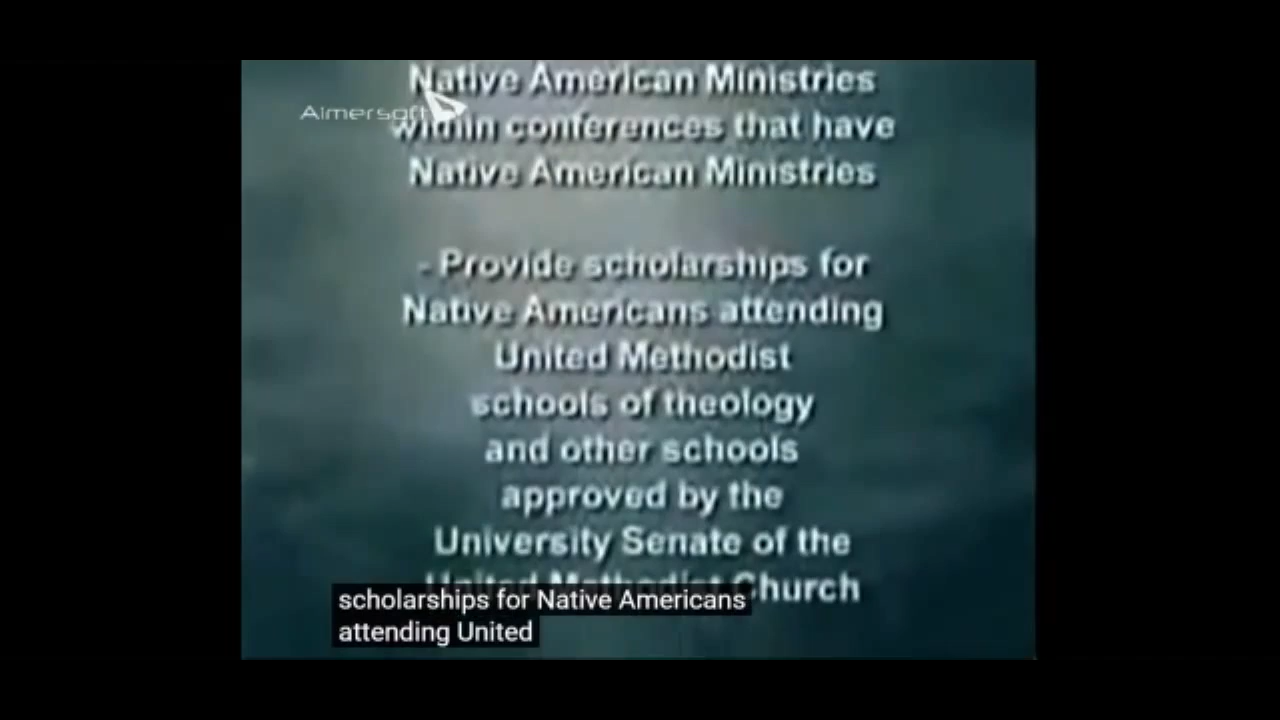 Native American Ministries
Aimersoft
within conferences that have
Native American Ministries
- Provide scholarships for
Native Americans attending
United Methodist
schools of theology
and other schools
approved by the
University Senate of the
United Methodist Church
scholarships for Native Americans
attending United